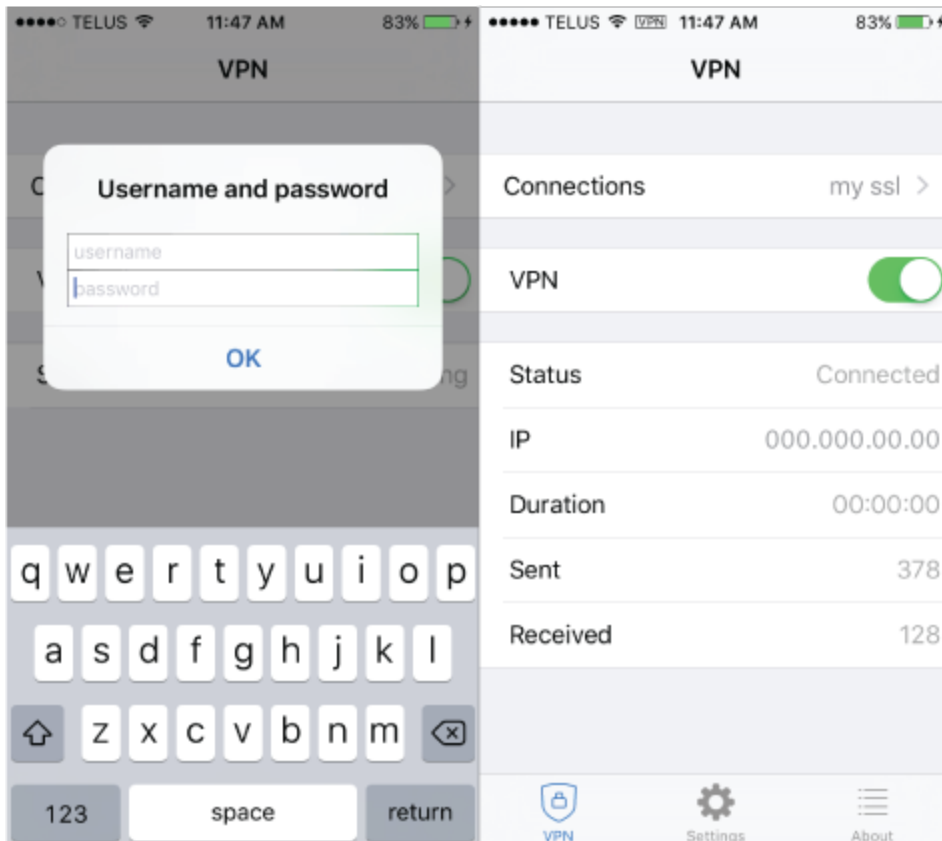 TELUS 11:47 AM 83%
VPN
Username and password
username
password
OK
ng
q w e r t y u i o p
a s d f g h j k l
z x c v b n m
123 space return
TELUS VPN 11:47 AM 83%
VPN
Connections my ssl >
VPN
Status Connected
IP 000.000.00.00
Duration 00:00:00
Sent 378
Received 128
VPN Settings About